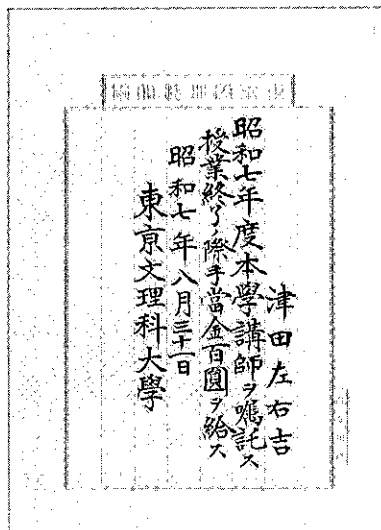 津田左右吉
昭和七年度本學講師ヲ嘱託ス
授業終了ノ際手當金百圓ヲ給ス
昭和七年八月三十一日
東京文理科大學